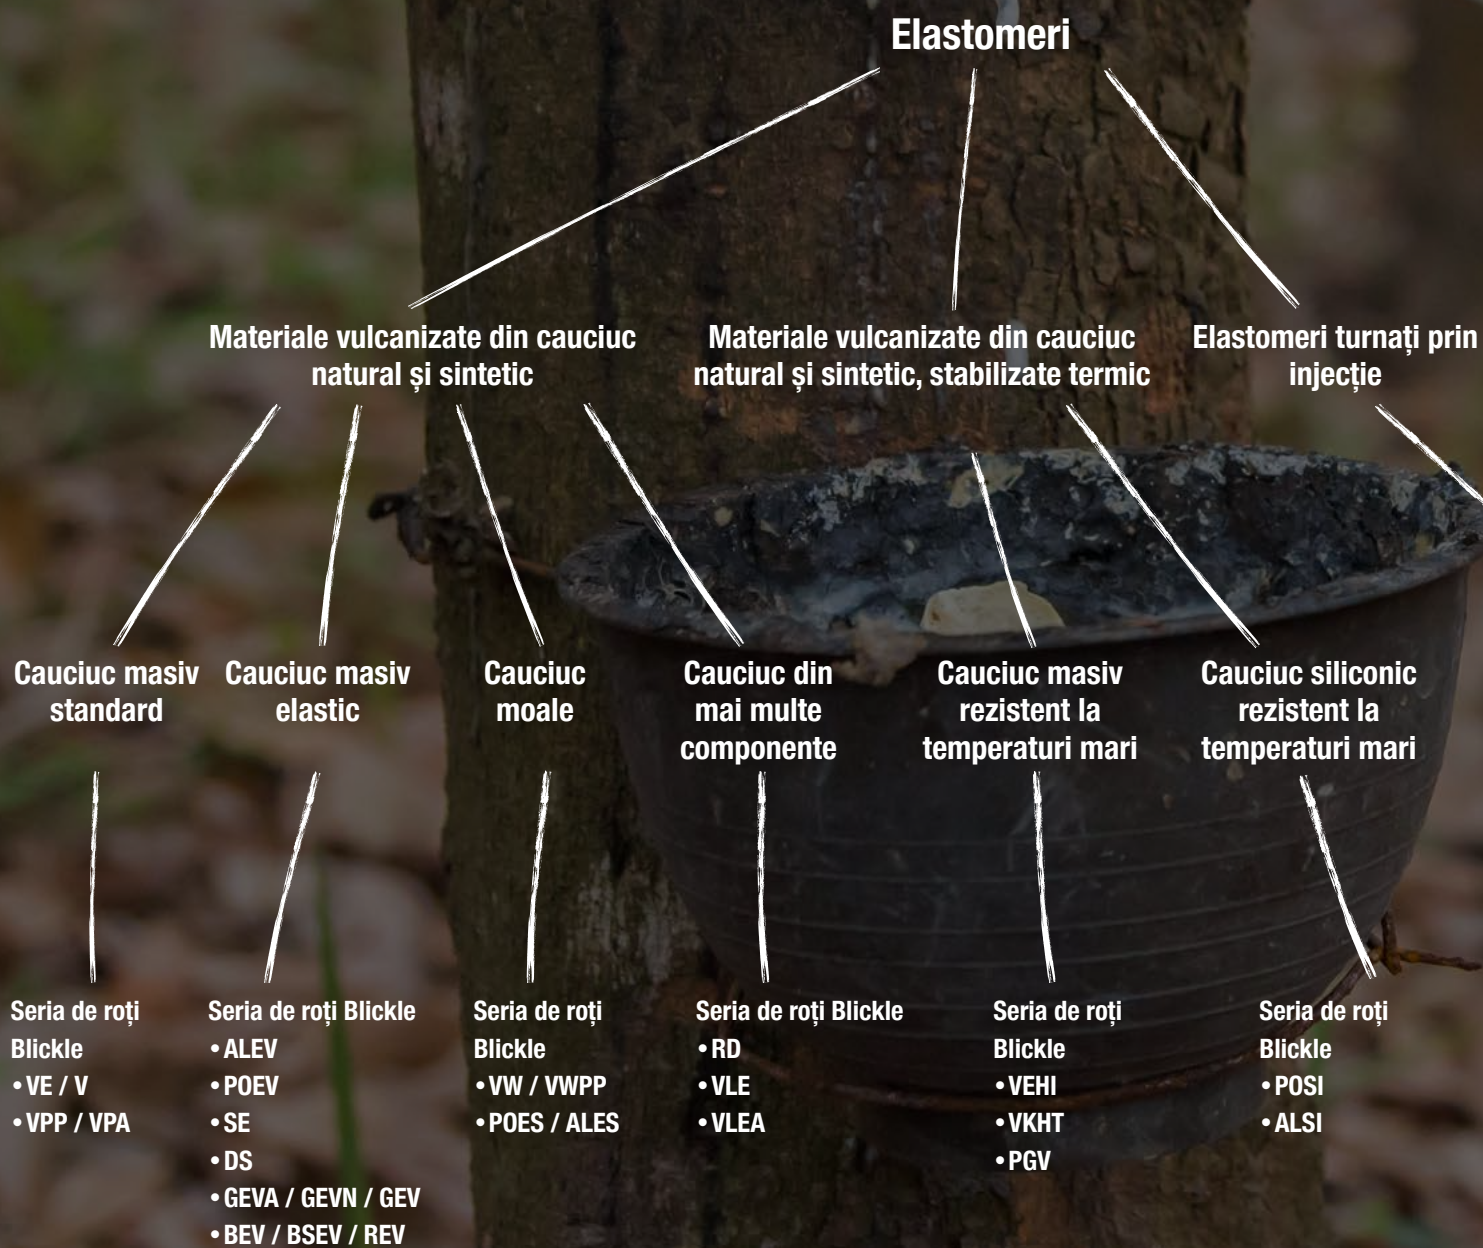 Elastomeri
Materiale vulcanizate din cauciuc
natural și sintetic
Materiale vulcanizate din cauciuc
natural și sintetic, stabilizate termic
Elastomeri turnați prin
injecție
Cauciuc masiv
standard
Cauciuc masiv
elastic
Cauciuc
moale
Cauciuc din
mai multe
componente
Cauciuc masiv
rezistent la
temperaturi mari
Cauciuc siliconic
rezistent la
temperaturi mari
Seria de roți
Blickle
• VE / V
• VPP / VPA
Seria de roți Blickle
• ALEV
• POEV
• SE
• DS
• GEVA / GEVN / GEV
• BEV / BSEV / REV
Seria de roți
Blickle
• VW / VWPP
• POES / ALES
Seria de roți Blickle
• RD
• VLE
• VLEA
Seria de roți
Blickle
• VEHI
• VKHT
• PGV
Seria de roți
Blickle
• POSI
• ALSI